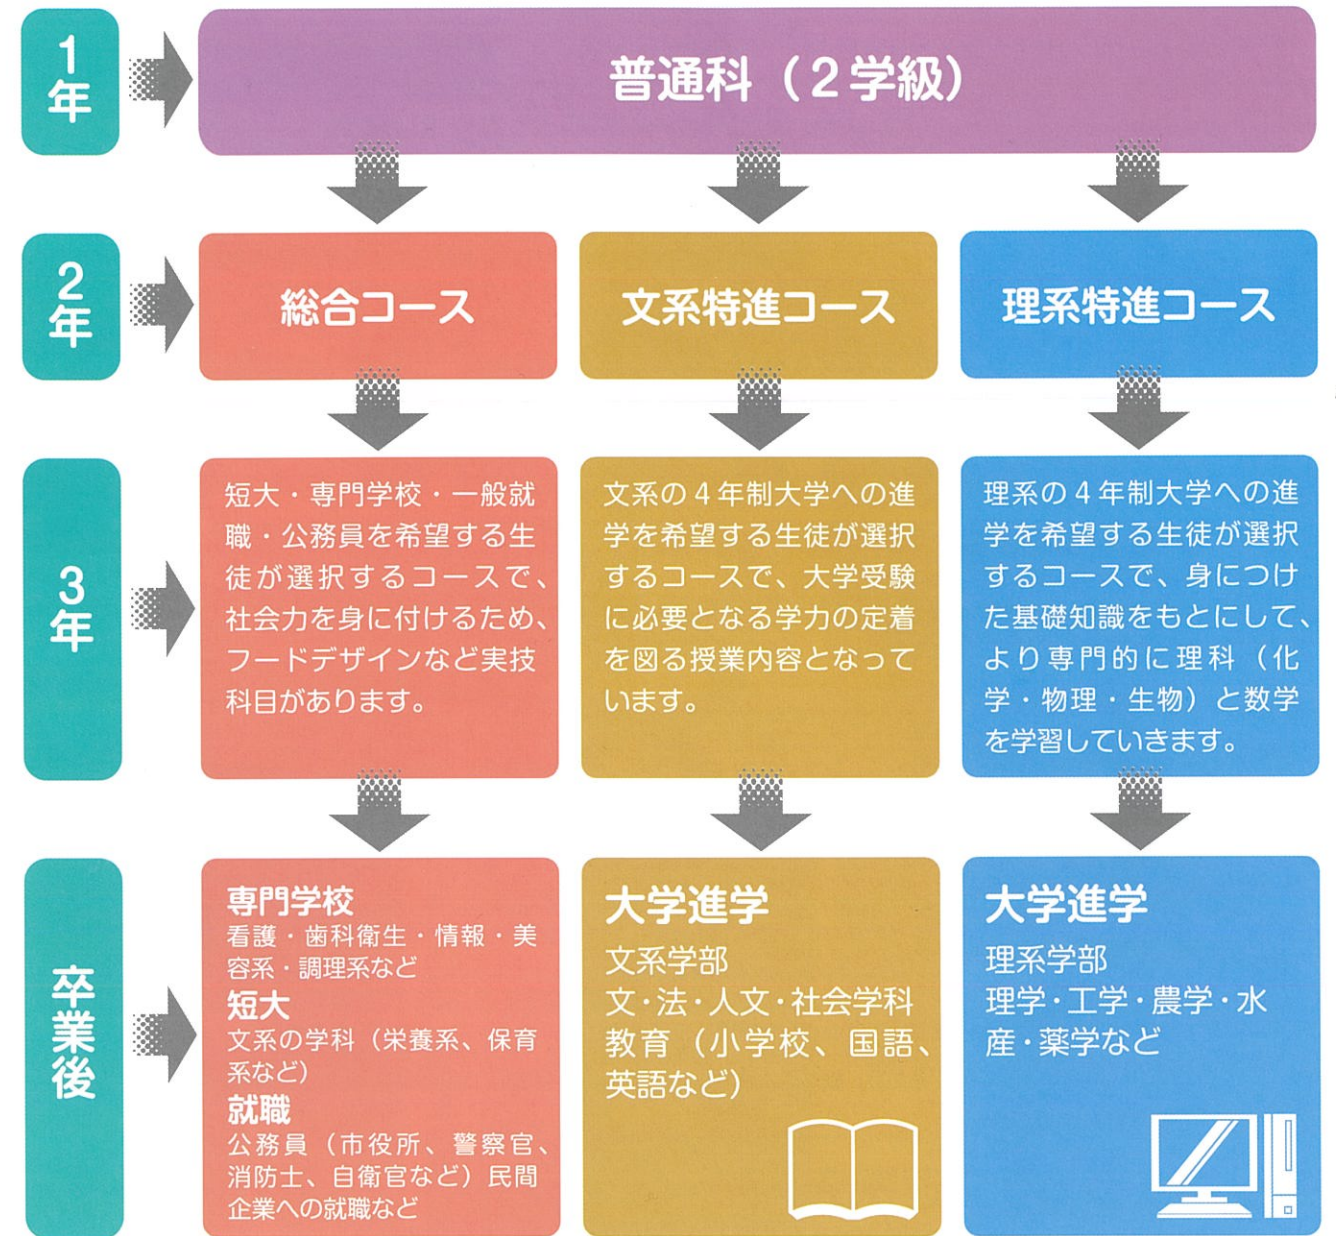 1年
普通科（2学級）
2年
総合コース
文系特進コース
理系特進コース
3年
短大・専門学校・一般就
職・公務員を希望する生
徒が選択するコースで、
社会力を身に付けるため、
フードデザインなど実技
科目があります。
文系の4年制大学への進
学を希望する生徒が選択
するコースで、大学受験
に必要となる学力の定着
を図る授業内容となって
います。
理系の4年制大学への進
学を希望する生徒が選択
するコースで、身につけ
た基礎知識をもとにして、
より専門的に理科（化
学・物理・生物）と数学
を学習していきます。
卒業後
専門学校
看護・歯科衛生・情報・美
容系・調理系など
短大
文系の学科（栄養系、保育
系など）
就職
公務員（市役所、警察官、
消防士、自衛官など）民間
企業への就職など
大学進学
文系学部
文・法・人文・社会学科
教育（小学校、国語、
英語など）
大学進学
理系学部
理学・工学・農学・水
産・薬学など